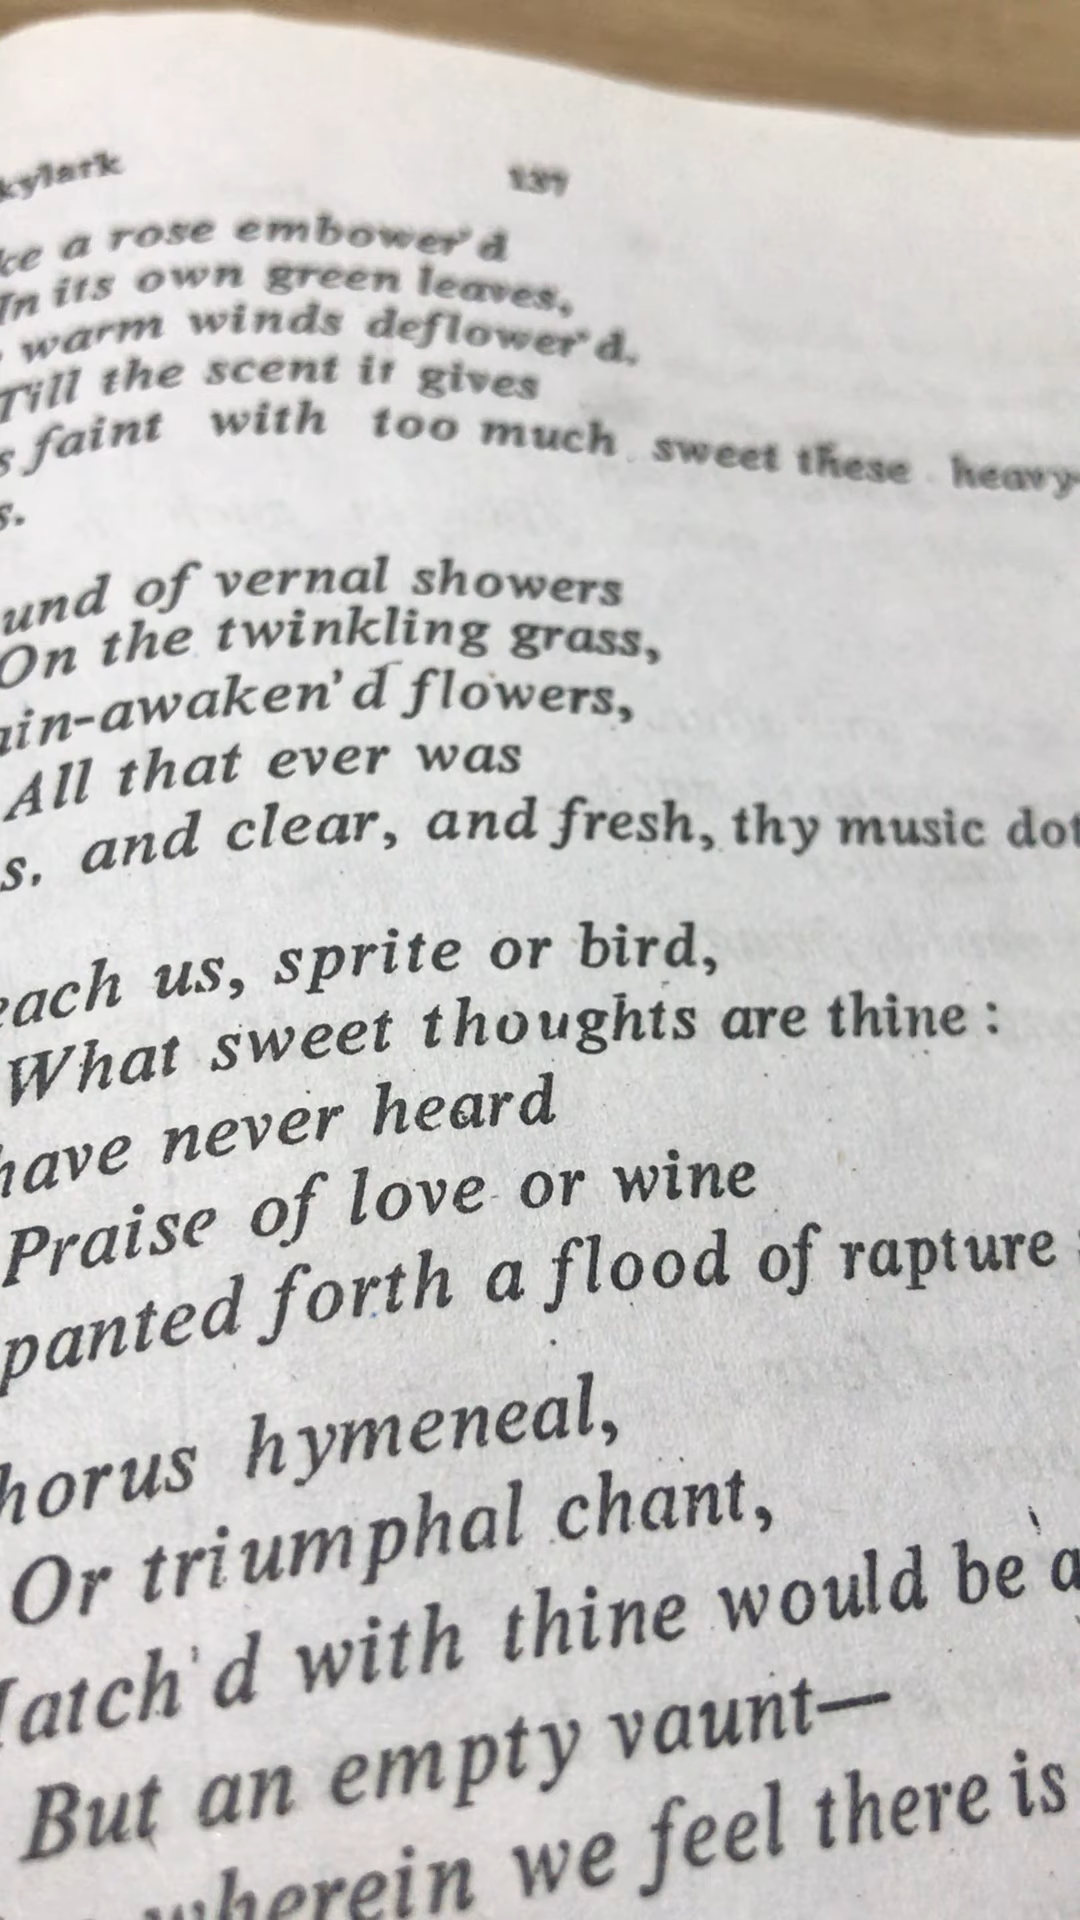 kylark 137
ke a rose embower'd
In its own green leaves,
warm winds deflower'd.
Till the scent it gives
s faint with too much sweet these heavy-
s.
und of vernal showers
On the twinkling grass,
ain-awaken'd flowers,
All that ever was
s. and clear, and fresh, thy music dot
each us, sprite or bird,
What sweet thoughts are thine :
have never heard
Praise of love or wine
panted forth a flood of rapture
horus hymeneal,
Or triumphal chant,
atch'd with thine would be a
But an empty vaunt—
wherein we feel there is